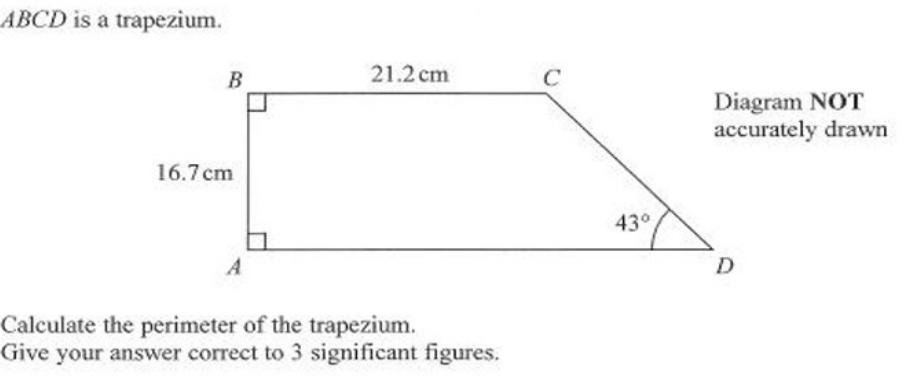 ABCD is a trapezium.
B
21.2 cm
C
Diagram NOT
accurately drawn
16.7 cm
43°
A
D
Calculate the perimeter of the trapezium.
Give your answer correct to 3 significant figures.